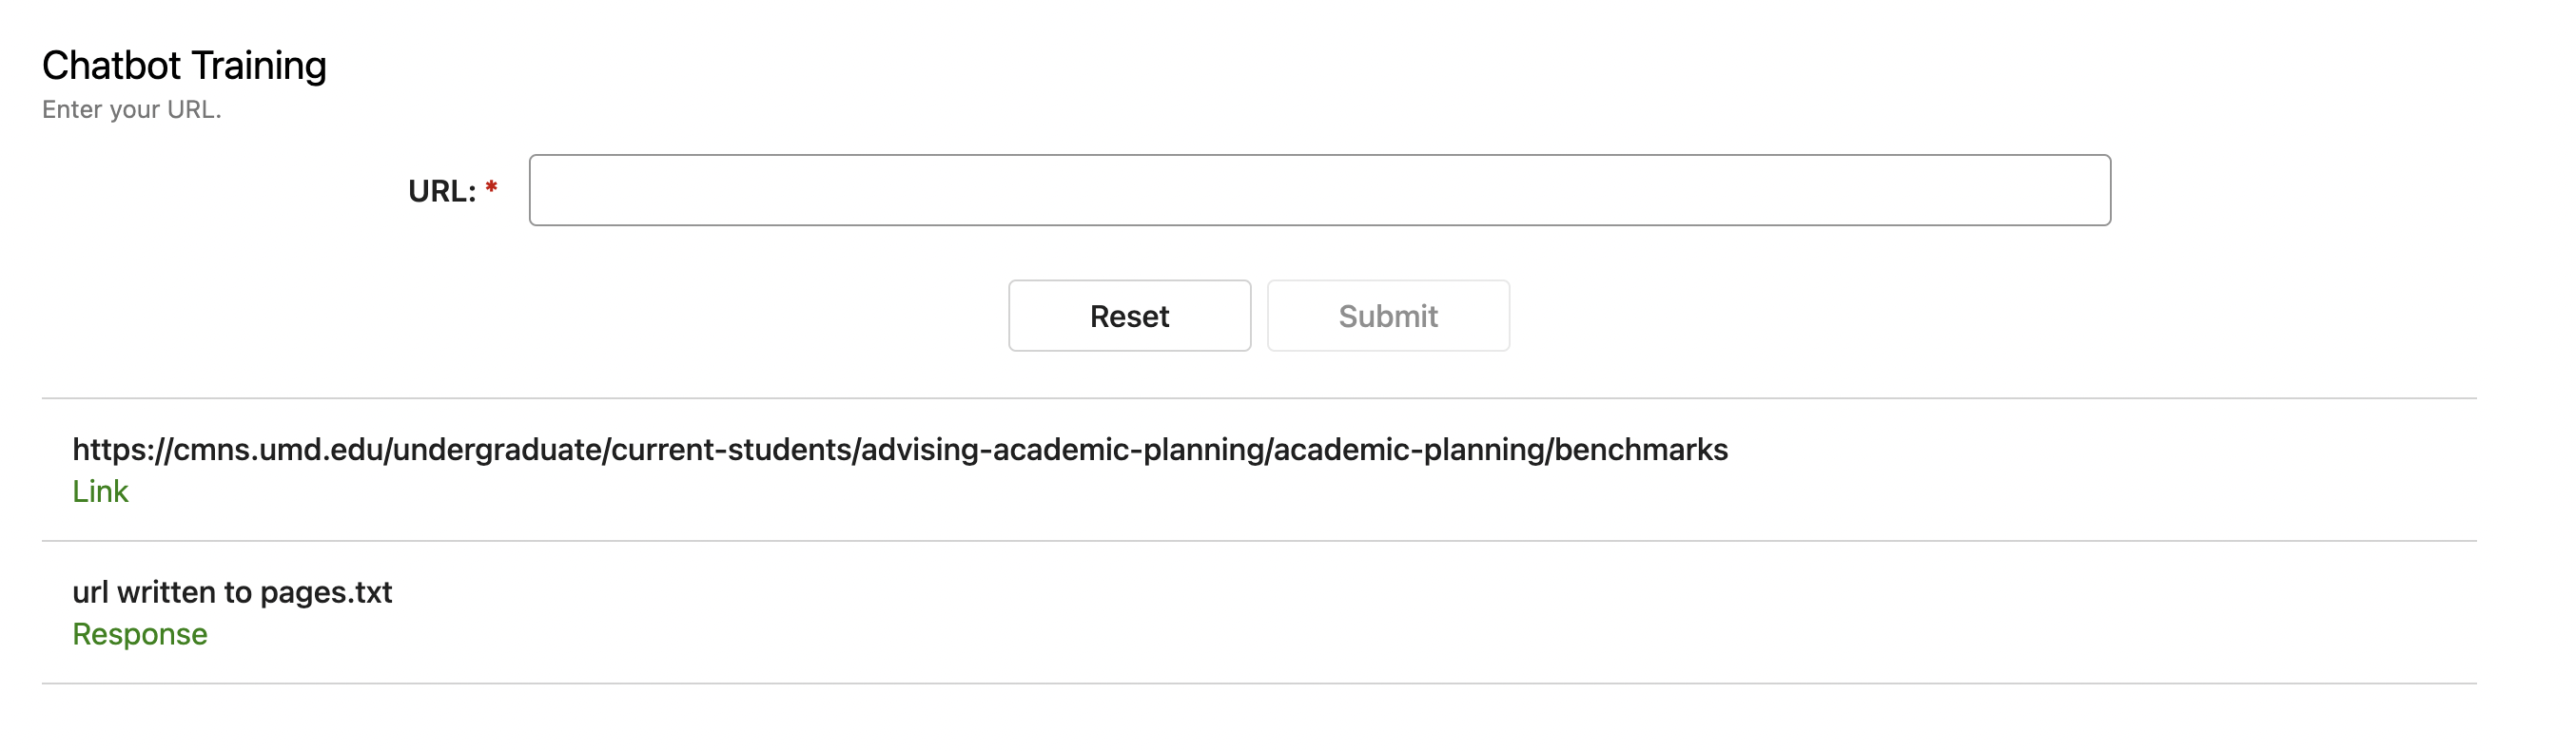 Chatbot Training
Enter your URL.
URL: *
Reset Submit
https://cmns.umd.edu/undergraduate/current-students/advising-academic-planning/academic-planning/benchmarks
Link
url written to pages.txt
Response